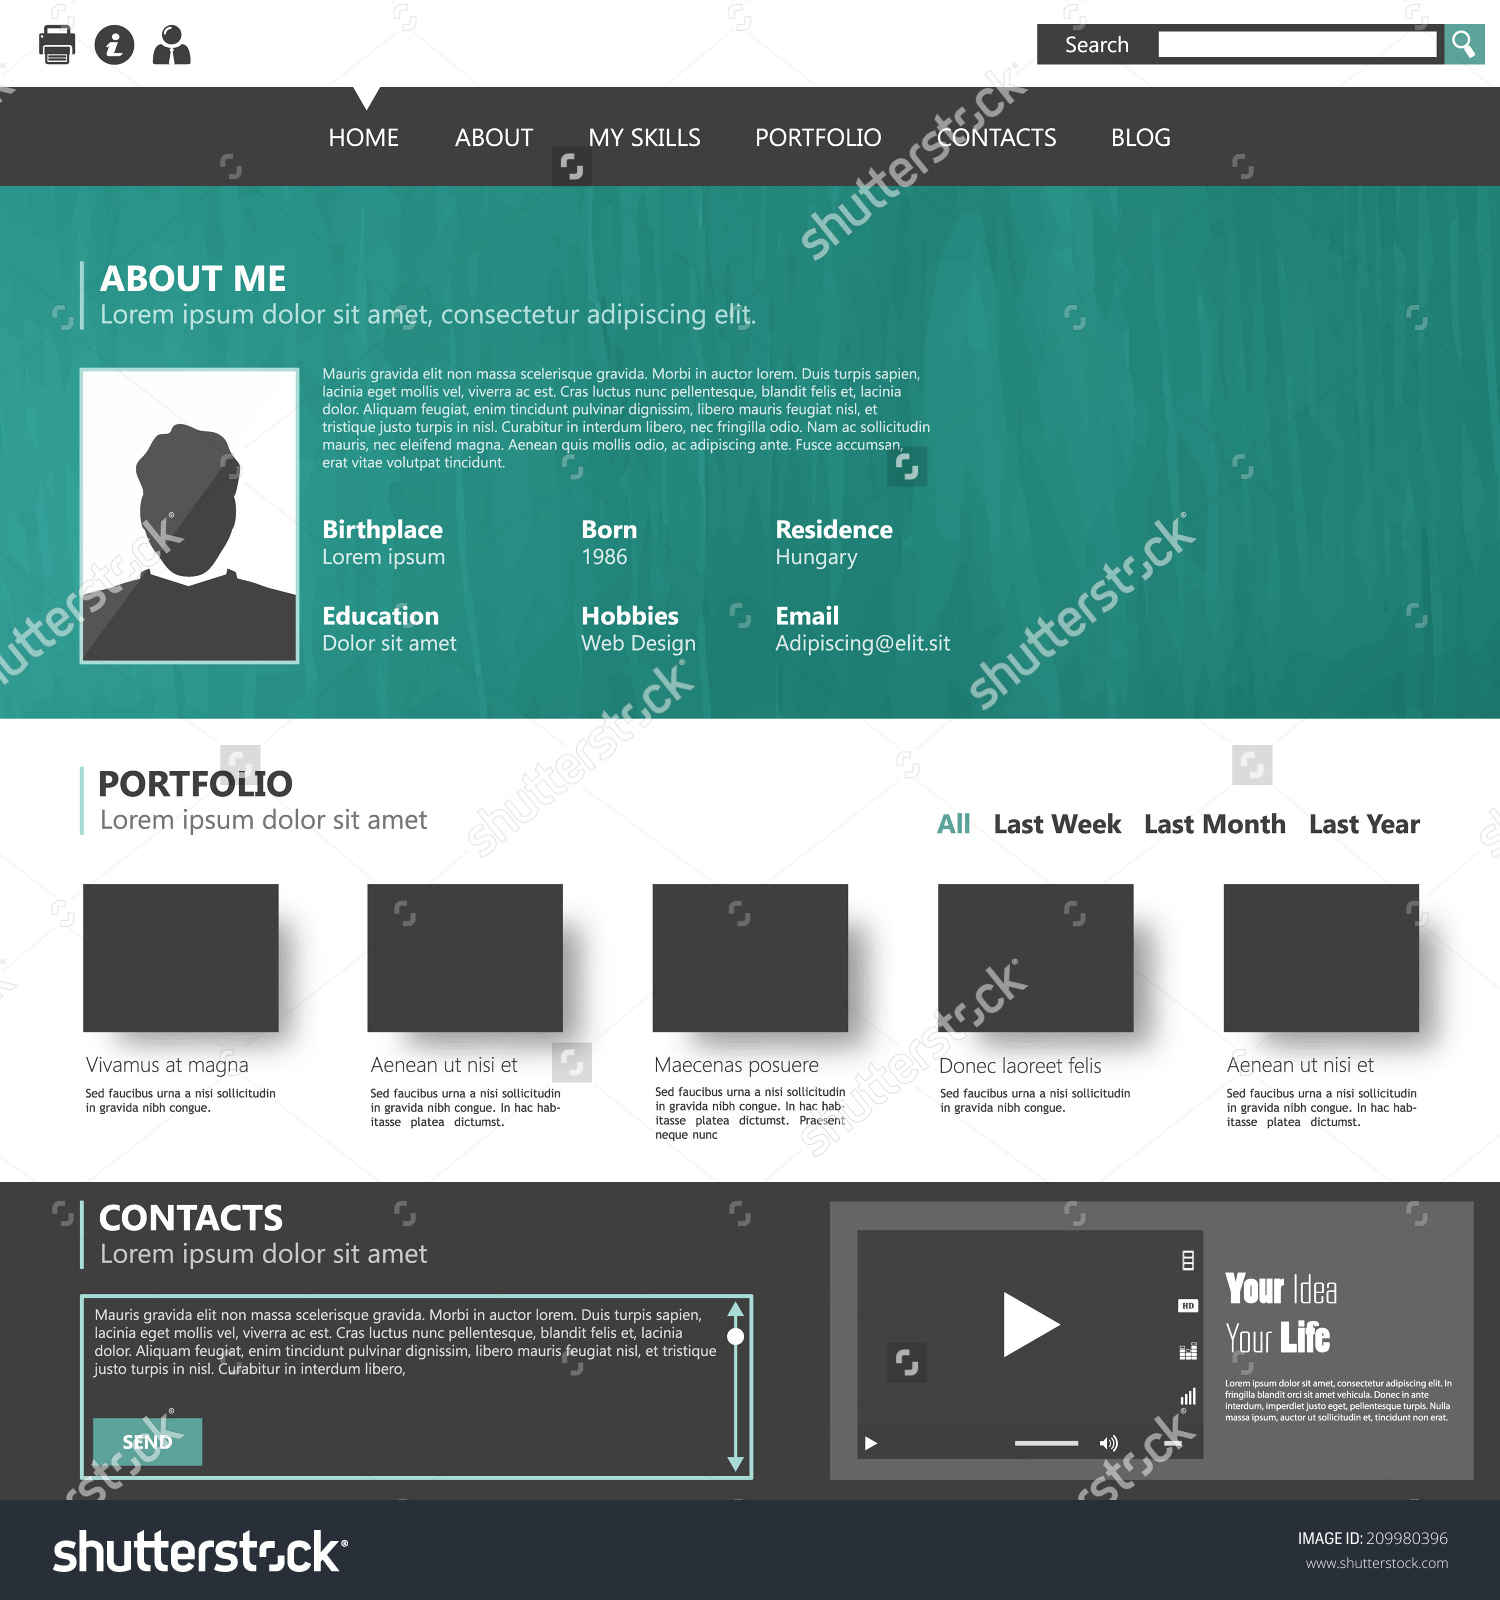 Search
HOME ABOUT MY SKILLS PORTFOLIO CONTACTS BLOG
ABOUT ME
Lorem ipsum dolor sit amet, consectetur adipiscing elit.
Mauris gravida elit non massa scelerisque gravida. Morbi in auctor lorem. Duis turpis sapien,
lacinia eget mollis vel, viverra ac est. Cras luctus nunc pellentesque, blandit felis et, lacinia
dolor. Aliquam feugiat, enim tincidunt pulvinar dignissim, libero mauris feugiat nisl, et
tristique justo turpis in nisl. Curabitur in interdum libero, nec fringilla odio. Nam ac sollicitudin
mauris, nec eleifend magna. Aenean quis mollis odio, ac adipiscing ante. Fusce accumsan,
erat vitae volutpat tincidunt.
Birthplace
Lorem ipsum
Born
1986
Residence
Hungary
Education
Dolor sit amet
Hobbies
Web Design
Email
Adipiscing@elit.sit
PORTFOLIO
Lorem ipsum dolor sit amet
All Last Week Last Month Last Year
Vivamus at magna
Sed faucibus urna a nisi sollicitudin
in gravida nibh congue.
Aenean ut nisi et
Sed faucibus urna a nisi sollicitudin
in gravida nibh congue. In hac hab-
itasse platea dictumst.
Maecenas posuere
Sed faucibus urna a nisi sollicitudin
in gravida nibh congue. In hac hab-
itasse platea dictumst. Praesent
neque nunc
Donec laoreet felis
Sed faucibus urna a nisi sollicitudin
in gravida nibh congue.
Aenean ut nisi et
Sed faucibus urna a nisi sollicitudin
in gravida nibh congue. In hac hab-
itasse platea dictumst.
CONTACTS
Lorem ipsum dolor sit amet
Mauris gravida elit non massa scelerisque gravida. Morbi in auctor lorem. Duis turpis sapien,
lacinia eget mollis vel, viverra ac est. Cras luctus nunc pellentesque, blandit felis et, lacinia
dolor. Aliquam feugiat, enim tincidunt pulvinar dignissim, libero mauris feugiat nisl, et tristique
justo turpis in nisl. Curabitur in interdum libero,
SEND
HD
Your Idea
Your Life
Lorem ipsum dolor sit amet, consectetur adipiscing elit. In
fringilla blandit orci sit amet vehicula. Donec in ante
interdum, imperdiet justo eget, pellentesque turpis. Nulla
massa ipsum, auctor ut sollicitudin et, tincidunt non erat.
shutterstock®
shutterstock®
shutterstock®
shutterstock®
shutterstock®
shutterstock®
IMAGE ID: 209980396
www.shutterstock.com